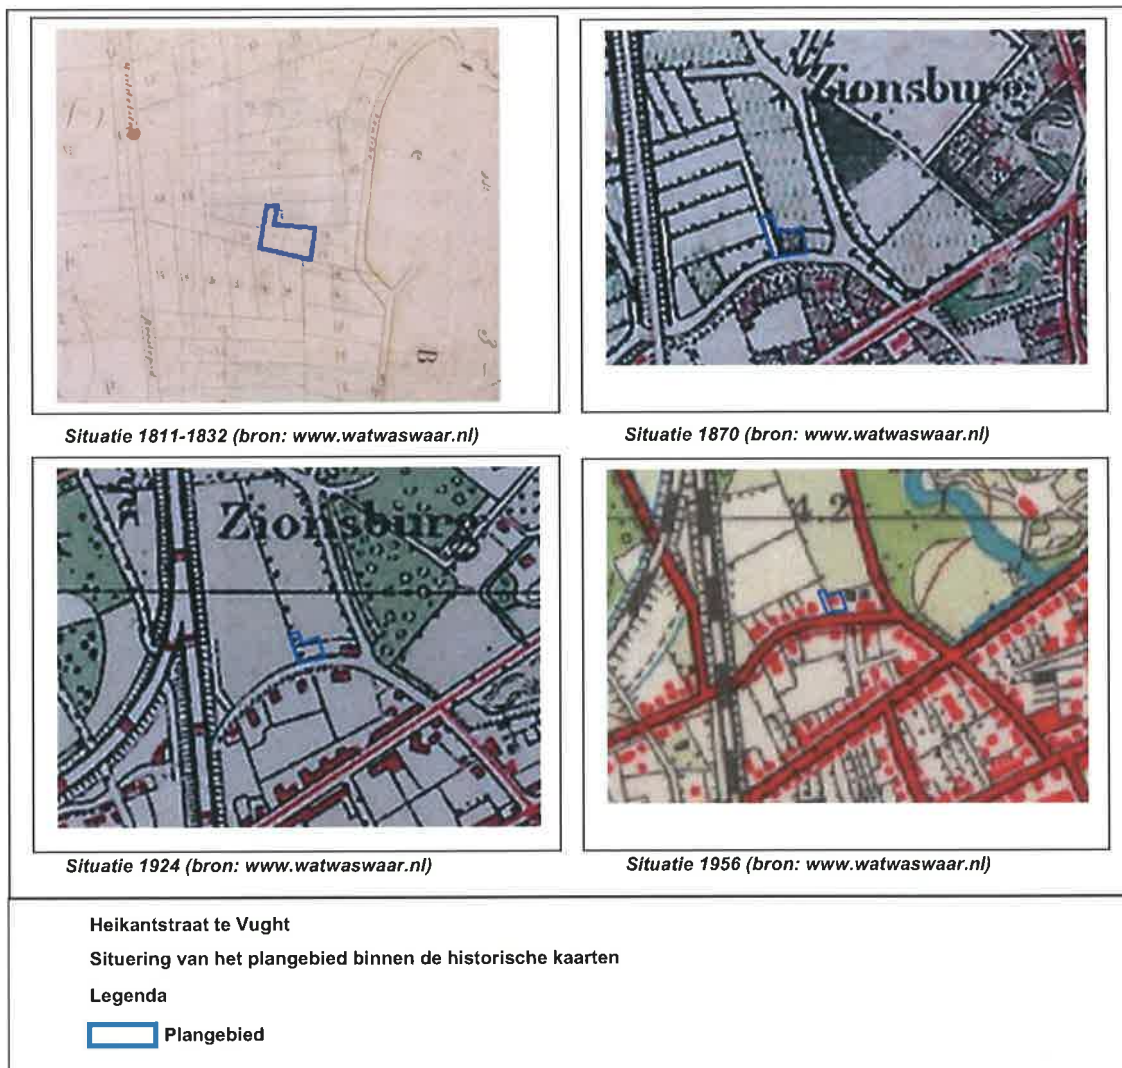 B
Situatie 1811-1832 (bron: www.watwaswaar.nl)
Zionsburg
Situatie 1870 (bron: www.watwaswaar.nl)
Zionsburg
Situatie 1924 (bron: www.watwaswaar.nl)
4.2
Situatie 1956 (bron: www.watwaswaar.nl)
Heikantstraat te Vught
Situering van het plangebied binnen de historische kaarten
Legenda
Plangebied